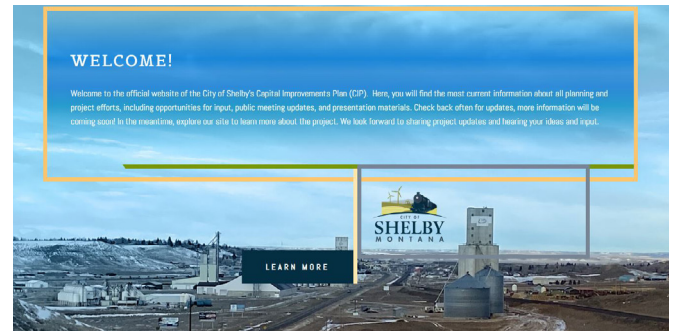 WELCOME!
Welcome to the official website of the City of Shelby's Capital Improvements Plan (CIP). Here, you will find the most current information about all planning and
project efforts, including opportunities for input, public meeting updates, and presentation materials. Check back often for updates, more information will be
coming soon! In the meantime, explore our site to learn more about the project. We look forward to sharing project updates and hearing your ideas and input.
CITY OF
SHELBY
MONTANA
LEARN MORE